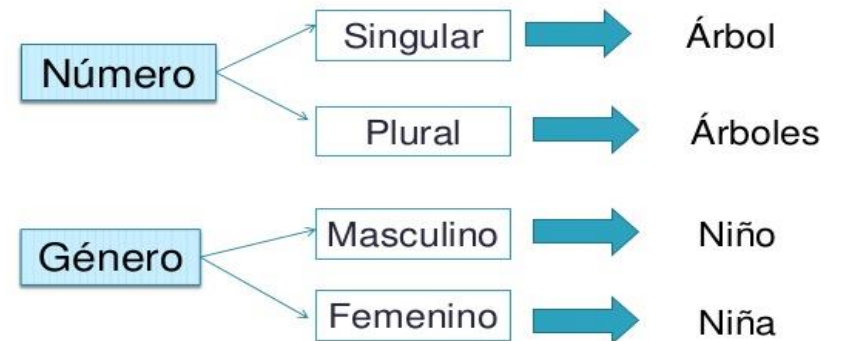 Número
Singular
Árbol
Plural
Árboles
Género
Masculino
Niño
Femenino
Niña